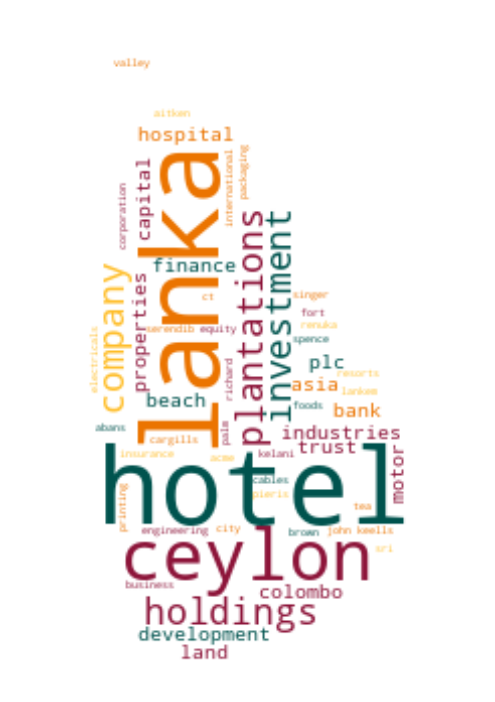 valley
aitken
hospital
lanka
international
packaging
capital
corporation
plantations
investment
finance
company
properties
ct
singer
fort
serendib
equity
renuka
electricals
spence
plc
richard
resorts
asia
lankem
beach
foods
bank
abans
palm
cargills
industries
hotel
trust
insurance
acme
kelani
motor
cables
printing
pieris
tea
engineering
city
brown
john keells
ceylon
sri
business
colombo
holdings
development
land